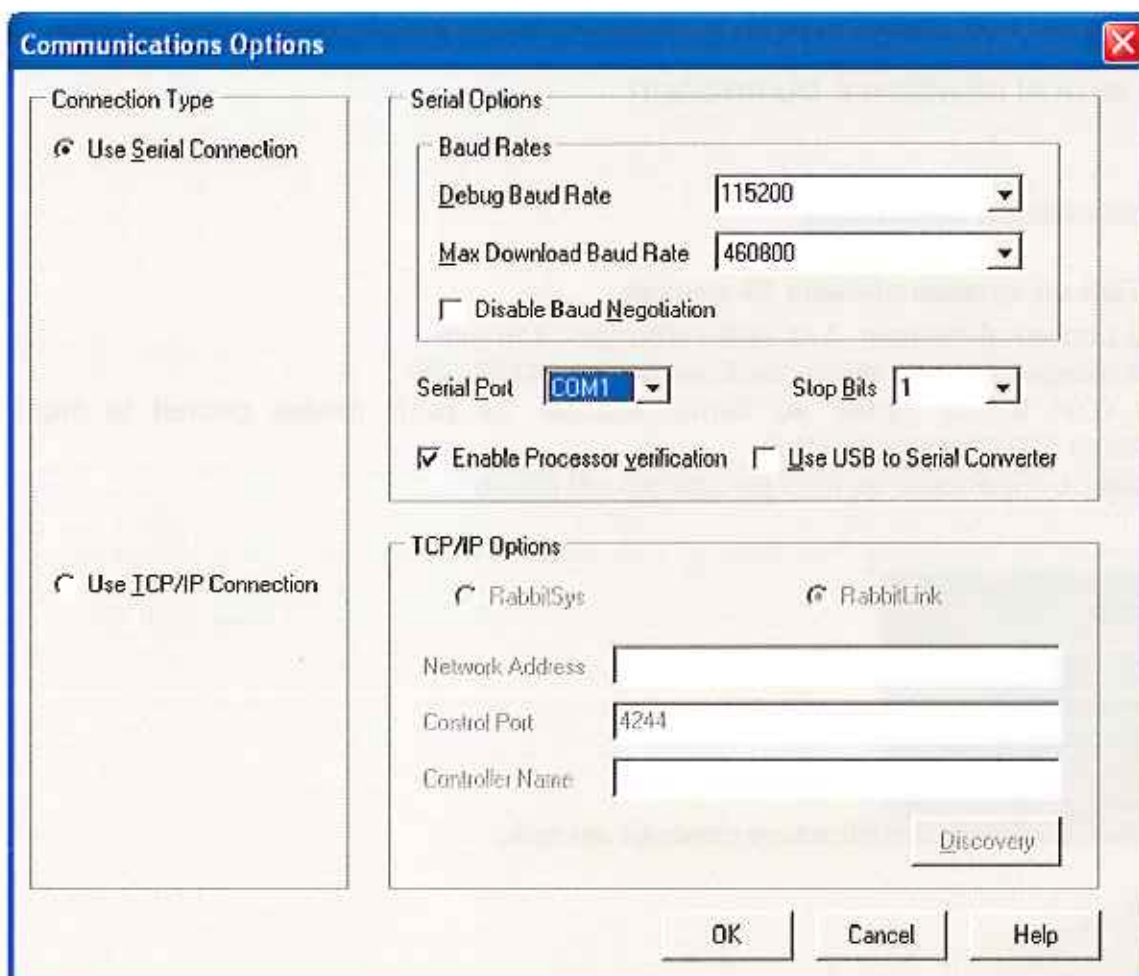 Communications Options
Connection Type
Use Serial Connection
Use TCP/IP Connection
Serial Options
Baud Rates
Debug Baud Rate 115200
Max Download Baud Rate 460800
Disable Baud Negotiation
Serial Port COM1 Stop Bits 1
Enable Processor verification Use USB to Serial Converter
TCP/IP Options
RabbitSys RabbitLink
Network Address
Control Port 4244
Controller Name
Discovery
OK Cancel Help